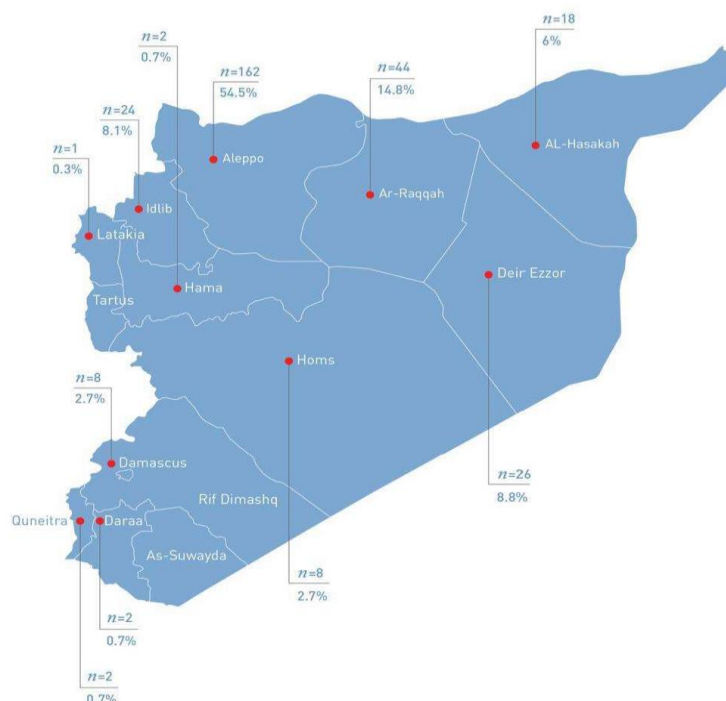 n=18
6%
n=2
0.7%
n=162
54.5%
n=44
14.8%
n=24
8.1%
n=1
0.3%
AL-Hasakah
Aleppo
Ar-Raqqah
Idlib
Latakia
Deir Ezzor
Hama
Tartus
Homs
n=8
2.7%
Damascus
n=26
8.8%
Rif Dimashq
Quneitra
Daraa
As-Suwayda
n=8
2.7%
n=2
0.7%
n=2
0.7%